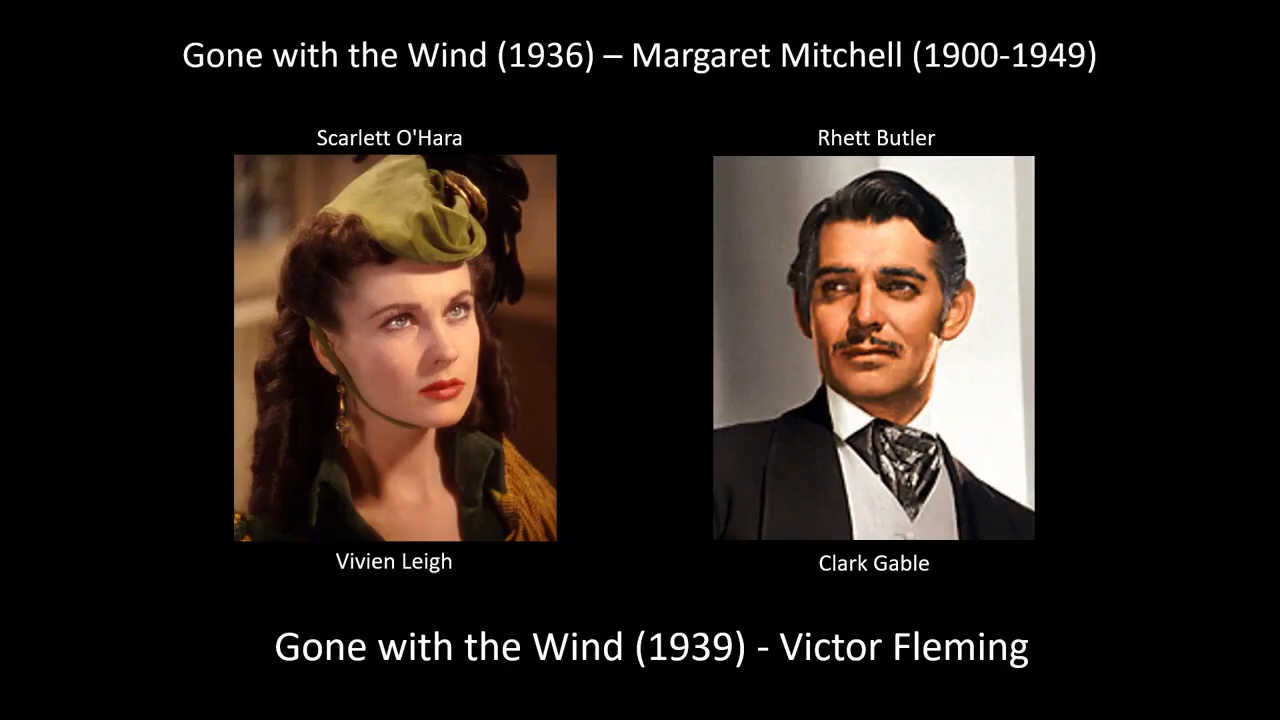 Gone with the Wind (1936) – Margaret Mitchell (1900-1949)
Scarlett O'Hara
Rhett Butler
Vivien Leigh
Clark Gable
Gone with the Wind (1939) - Victor Fleming